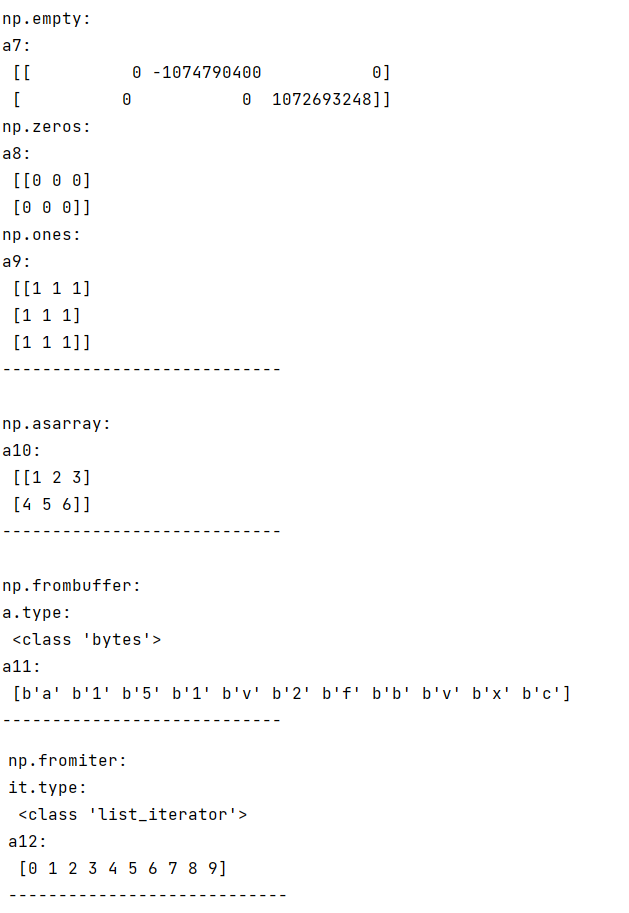 np.empty:
a7:
 [[          0 -1074790400           0]
 [          0           0  1072693248]]
np.zeros:
a8:
 [[0 0 0]
 [0 0 0]]
np.ones:
a9:
 [[1 1 1]
 [1 1 1]
 [1 1 1]]
----------------------------
np.asarray:
a10:
 [[1 2 3]
 [4 5 6]]
----------------------------
np.frombuffer:
a.type:
 <class 'bytes'>
a11:
 [b'a' b'1' b'5' b'1' b'v' b'2' b'f' b'b' b'v' b'x' b'c']
----------------------------
np.fromiter:
it.type:
 <class 'list_iterator'>
a12:
 [0 1 2 3 4 5 6 7 8 9]
----------------------------